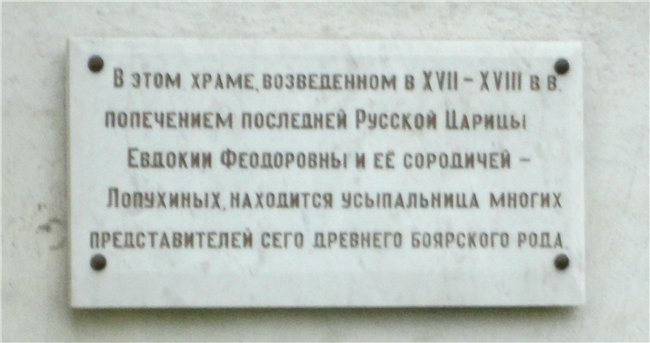 В этом храме, возведенном в XVII – XVIII в в.
попечением последней Русской Царицы
Евдокии Феодоровны и её сородичей –
Лопухиных, находится усыпальница многих
представителей сего древнего боярского рода.